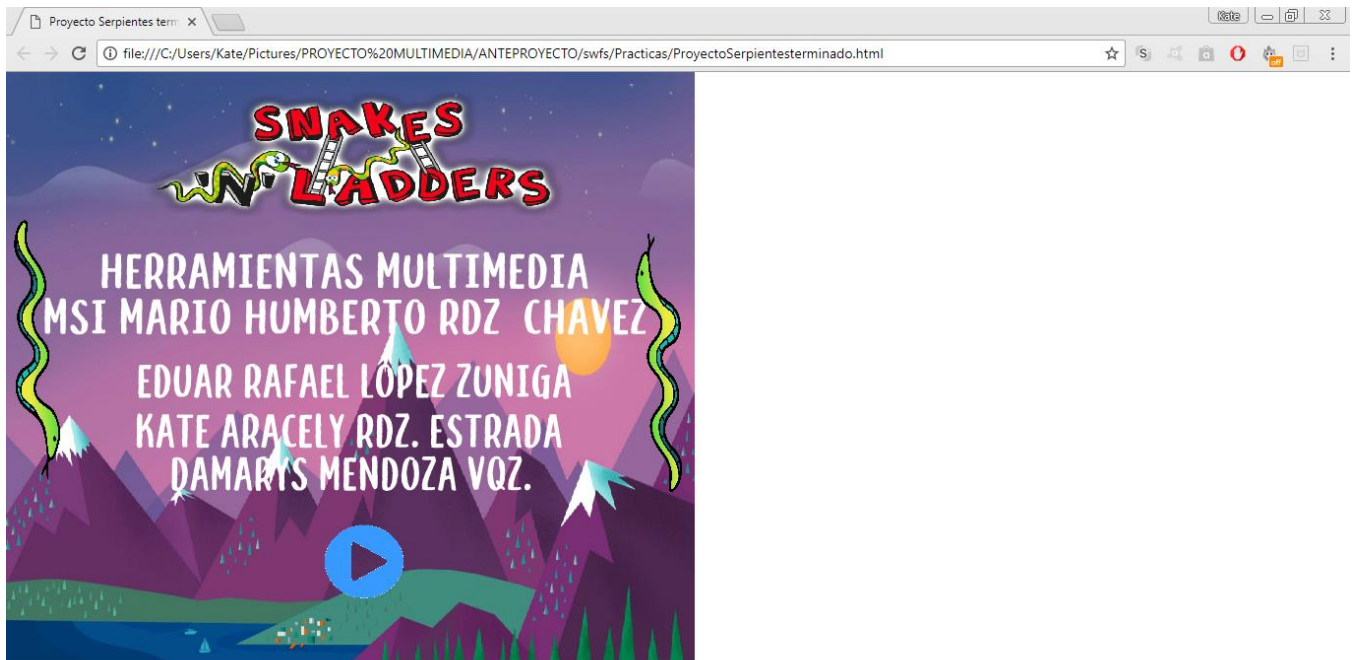 Proyecto Serpientes term
Kate
file:///C:/Users/Kate/Pictures/PROYECTO%20MULTIMEDIA/ANTEPROYECTO/swfs/Practicas/ProyectoSerpientesterminado.html
SNAKES
'N' LADDERS
HERRAMIENTAS MULTIMEDIA
MSI MARIO HUMBERTO RDZ CHAVEZ
EDUAR RAFAEL LOPEZ ZUNIGA
KATE ARACELY RDZ. ESTRADA
DAMARYS MENDOZA VQZ.